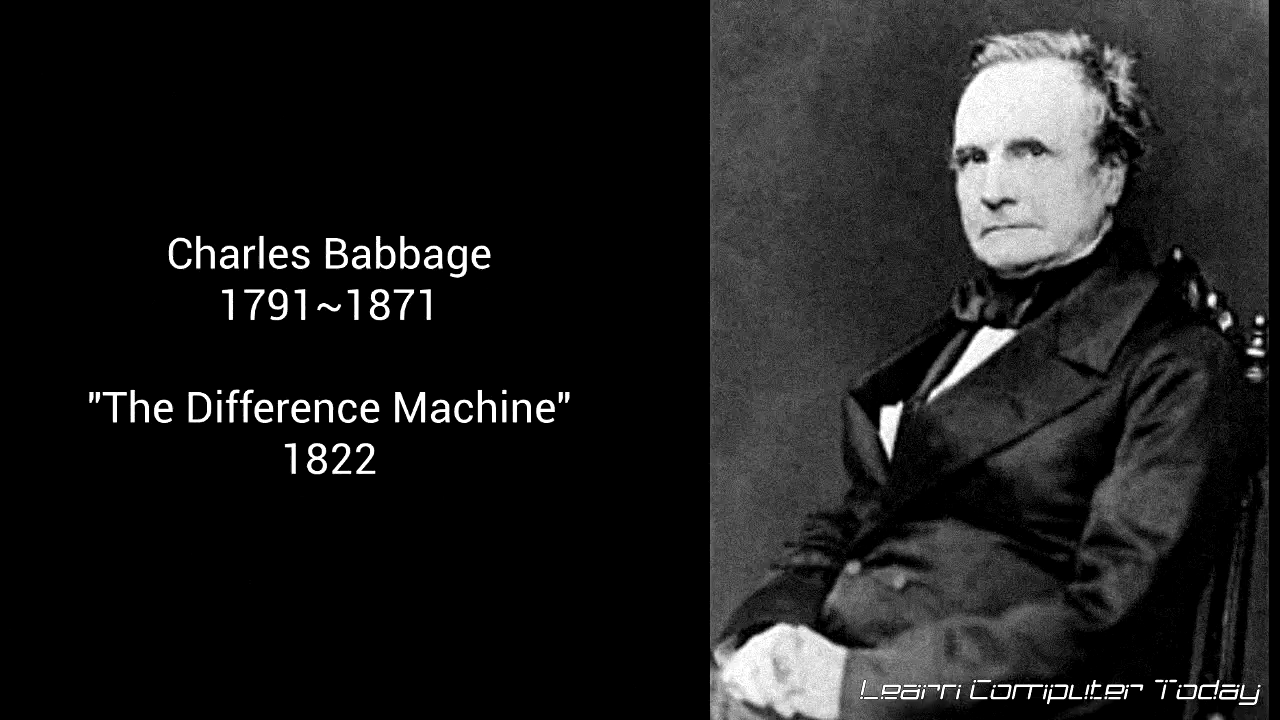 Charles Babbage
1791~1871
"The Difference Machine"
1822
Learn Computer Today